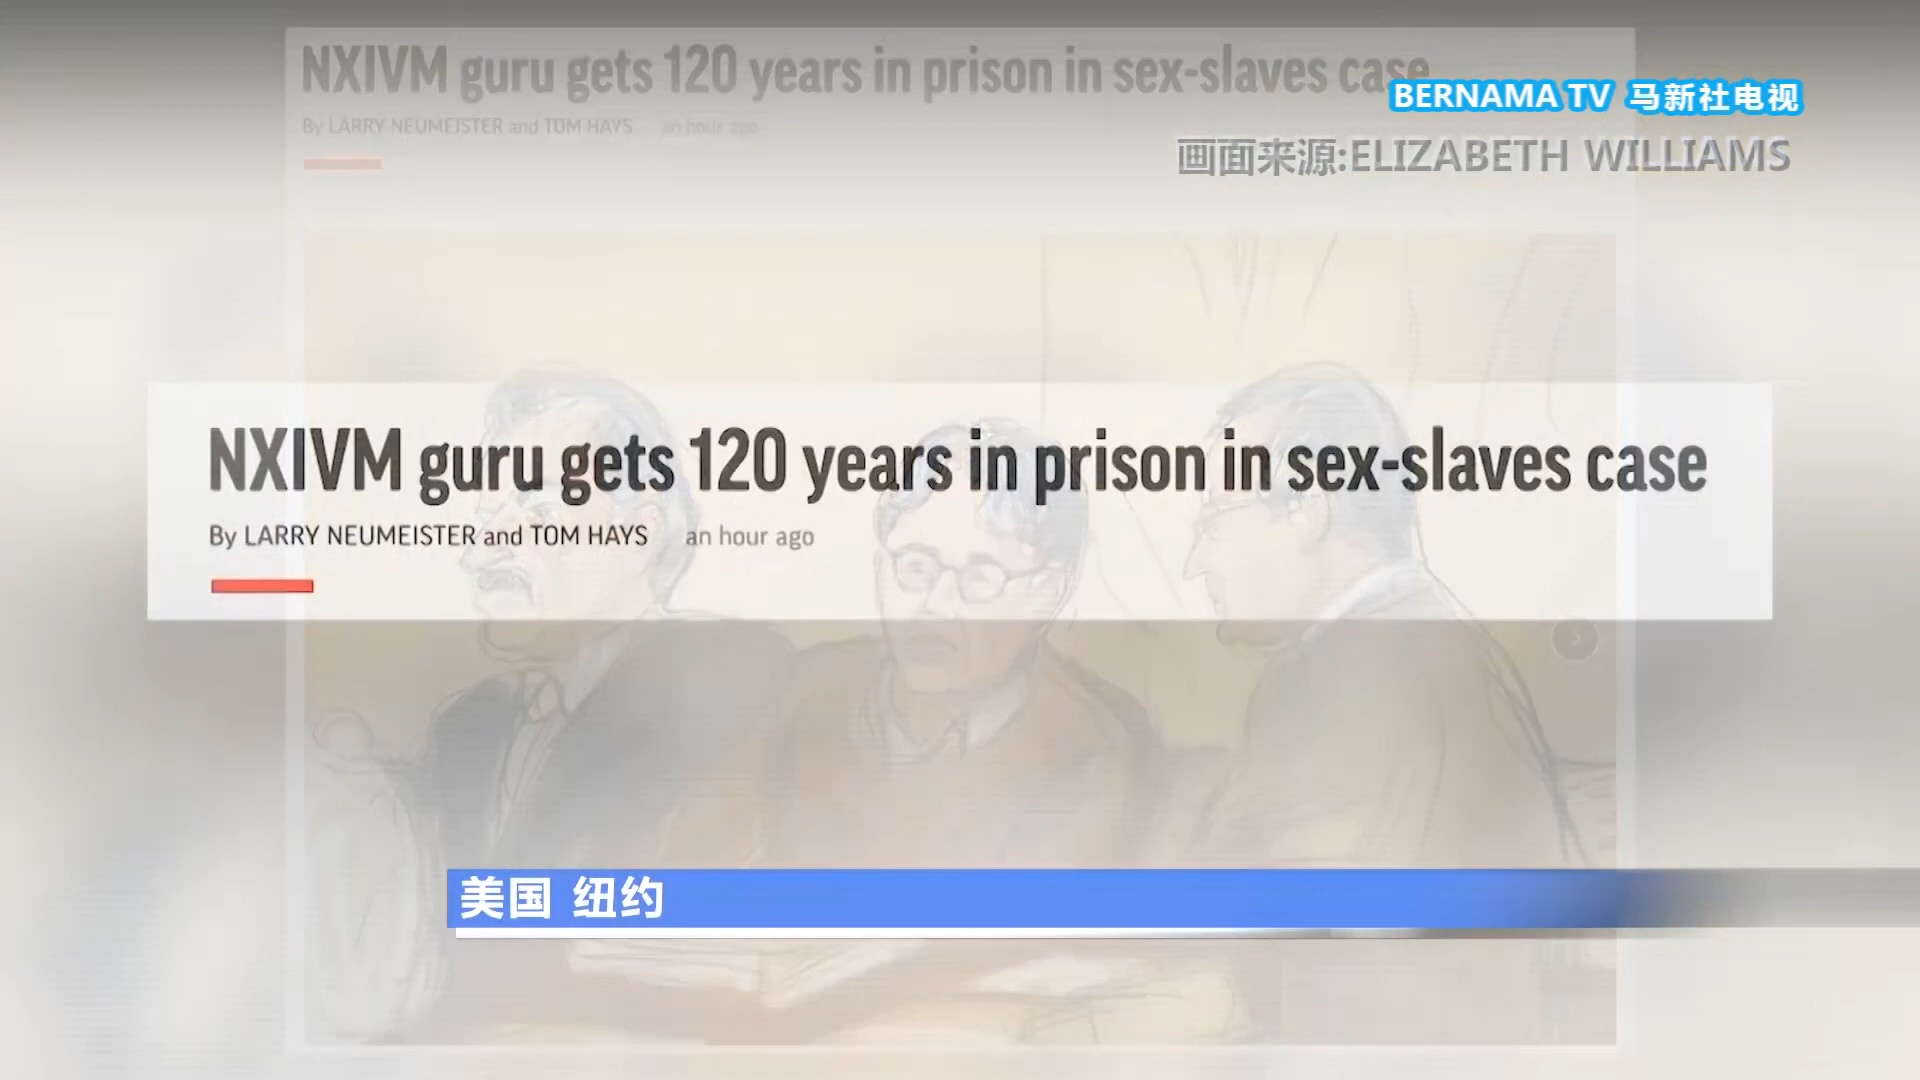 NXIVM guru gets 120 years in prison in sex-slaves case
BERNAMA TV 马新社电视
By LARRY NEUMEISTER and TOM HAYS an hour ago
画面来源:ELIZABETH WILLIAMS
NXIVM guru gets 120 years in prison in sex-slaves case
By LARRY NEUMEISTER and TOM HAYS an hour ago
美国 纽约